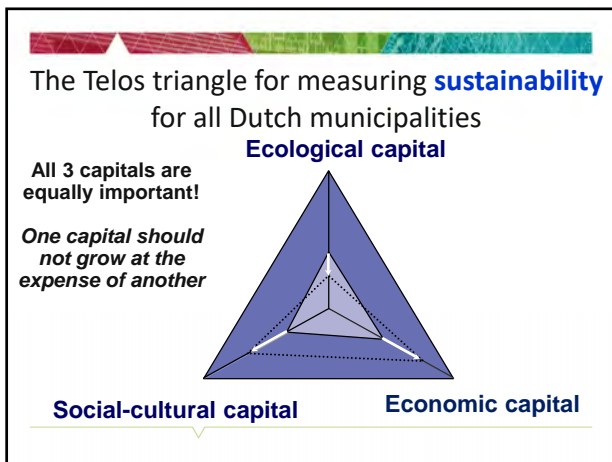 The Telos triangle for measuring sustainability
for all Dutch municipalities
Ecological capital
All 3 capitals are
equally important!
One capital should
not grow at the
expense of another
Social-cultural capital
Economic capital